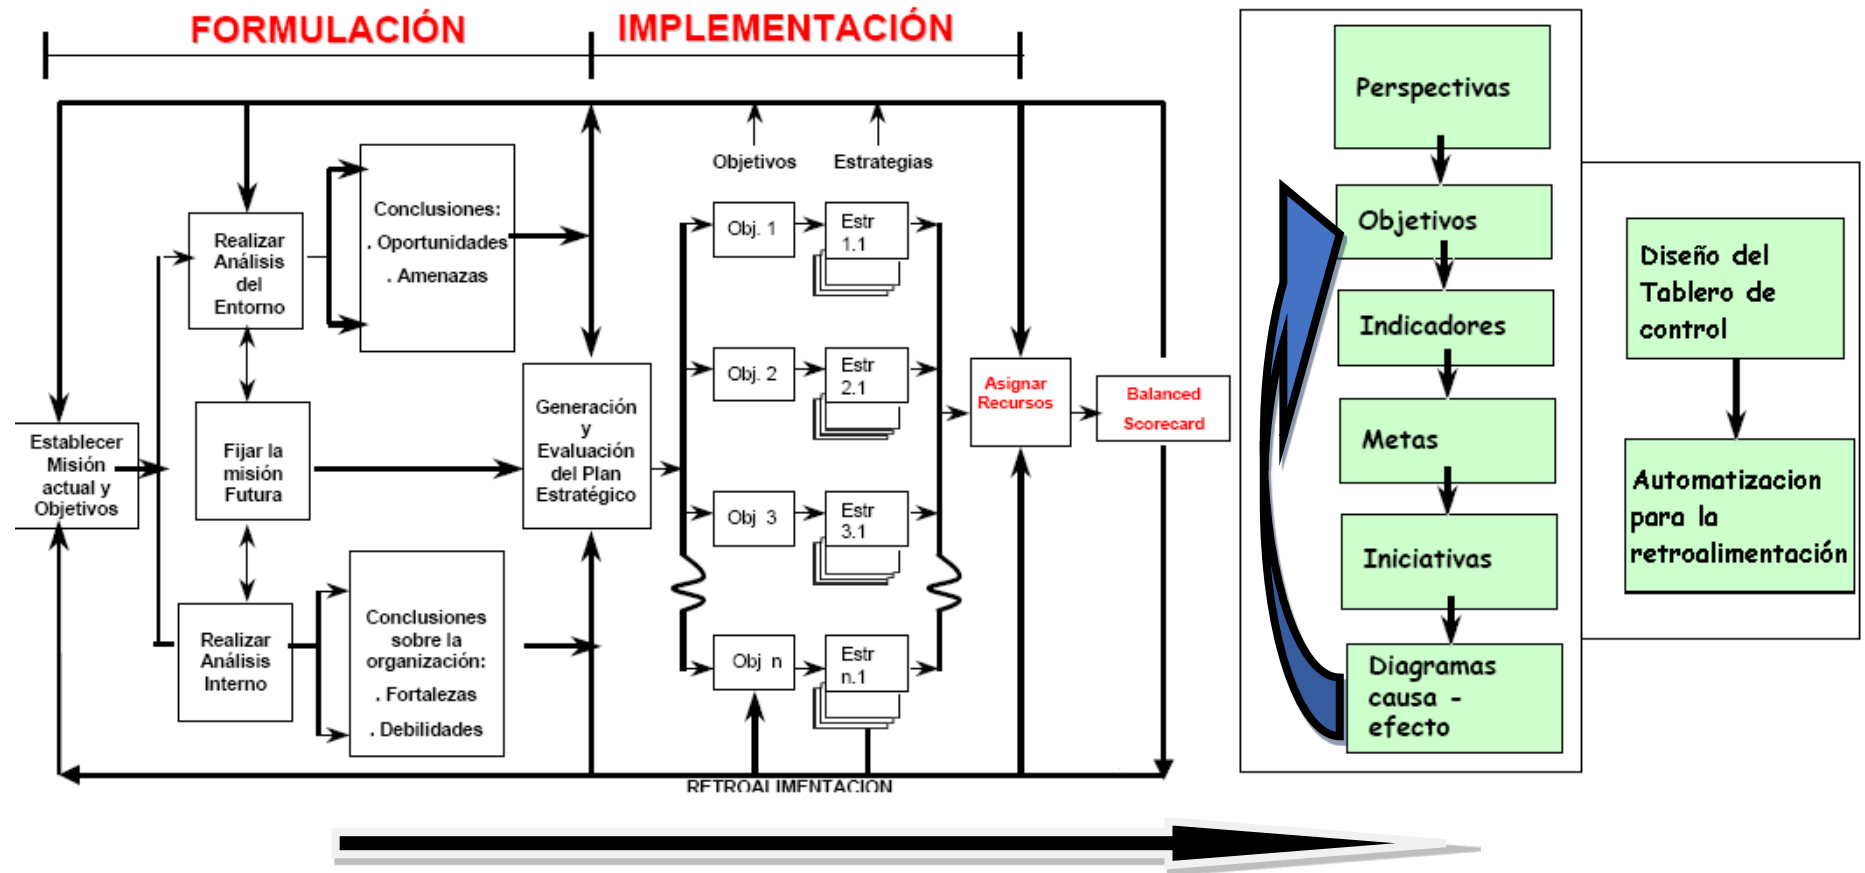 FORMULACIÓN
IMPLEMENTACIÓN
Establecer
Misión
actual y
Objetivos
Realizar
Análisis
del
Entorno
Fijar la
misión
Futura
Realizar
Análisis
Interno
Conclusiones:
. Oportunidades
. Amenazas
Conclusiones
sobre la
organización:
. Fortalezas
. Debilidades
Generación
y
Evaluación
del Plan
Estratégico
Objetivos
Estrategias
Obj. 1
Estr
1.1
Obj. 2
Estr
2.1
Obj 3
Estr
3.1
Obj n
Estr
n.1
Asignar
Recursos
Balanced
Scorecard
RETROALIMENTACION
Perspectivas
Objetivos
Indicadores
Metas
Iniciativas
Diagramas
causa -
efecto
Diseño del
Tablero de
control
Automatizacion
para la
retroalimentación